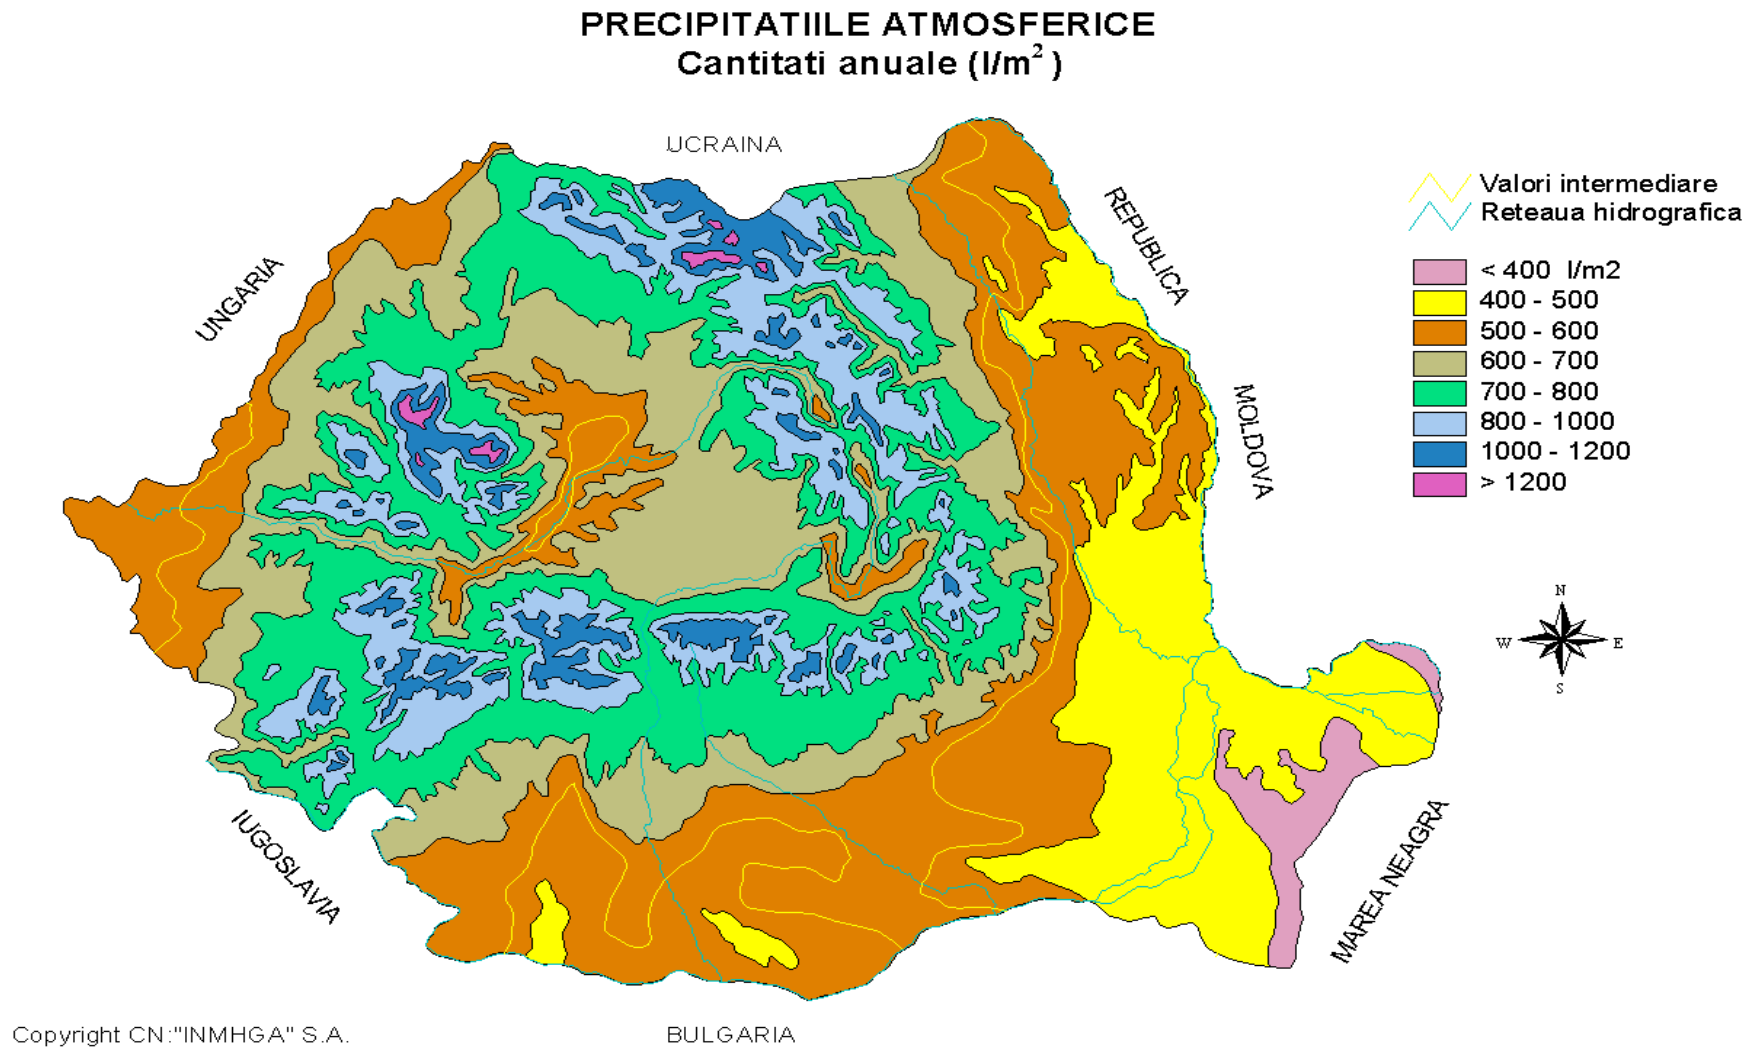 PRECIPITATIILE ATMOSFERICE
Cantitati anuale (l/m²)
UCRAINA
REPUBLICA
MOLDOVA
UNGARIA
IUGOSLAVIA
BULGARIA
MAREA NEAGRA
Valori intermediare
Reteaua hidrografica
< 400 l/m2
400 - 500
500 - 600
600 - 700
700 - 800
800 - 1000
1000 - 1200
> 1200
N
W E
S
Copyright CN:"INMHGA" S.A.